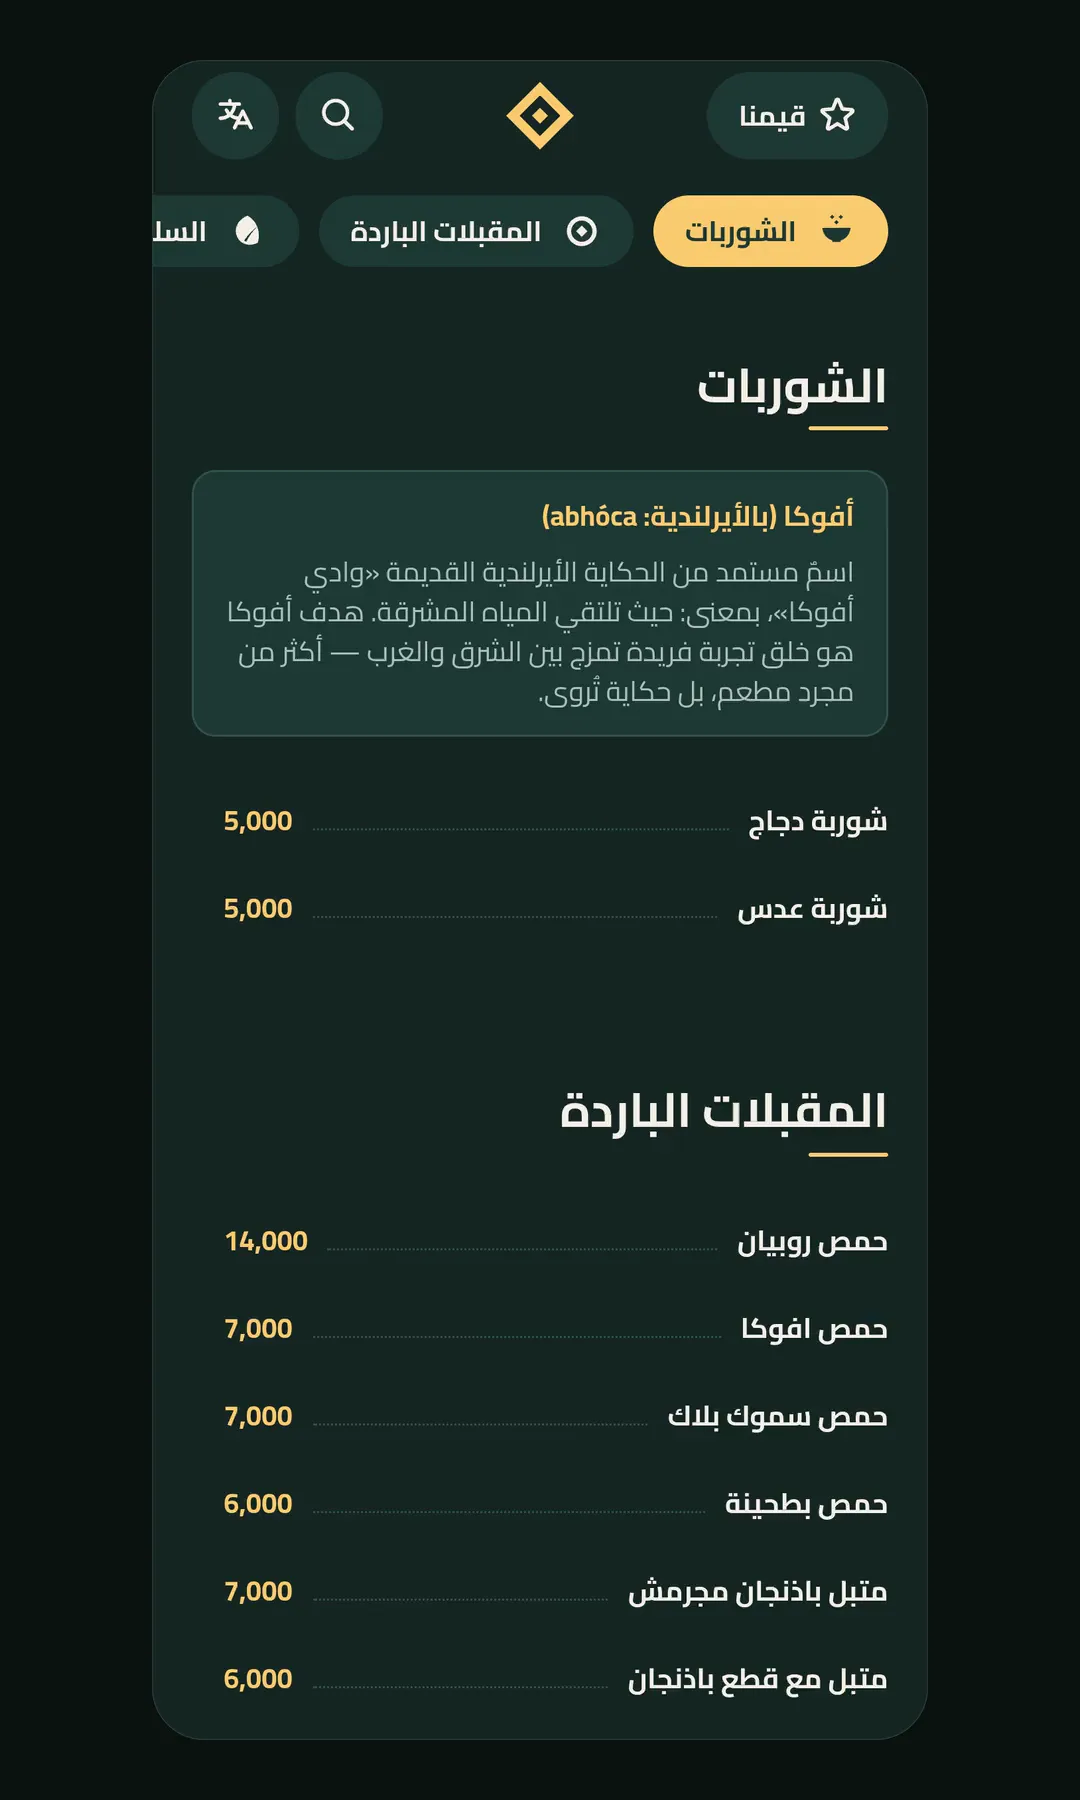 قيمنا
الشوربات
المقبلات الباردة
السل
الشوربات
أفوكا (بالأيرلندية: abhóca)
اسمٌ مستمد من الحكاية الأيرلندية القديمة «وادي
أفوكا»، بمعنى: حيث تلتقي المياه المشرقة. هدف أفوكا
هو خلق تجربة فريدة تمزج بين الشرق والغرب — أكثر من
مجرد مطعم، بل حكاية تُروى.
شوربة دجاج 5,000
شوربة عدس 5,000
المقبلات الباردة
حمص روبيان 14,000
حمص افوكا 7,000
حمص سموك بلاك 7,000
حمص بطحينة 6,000
متبل باذنجان مجرمش 7,000
متبل مع قطع باذنجان 6,000